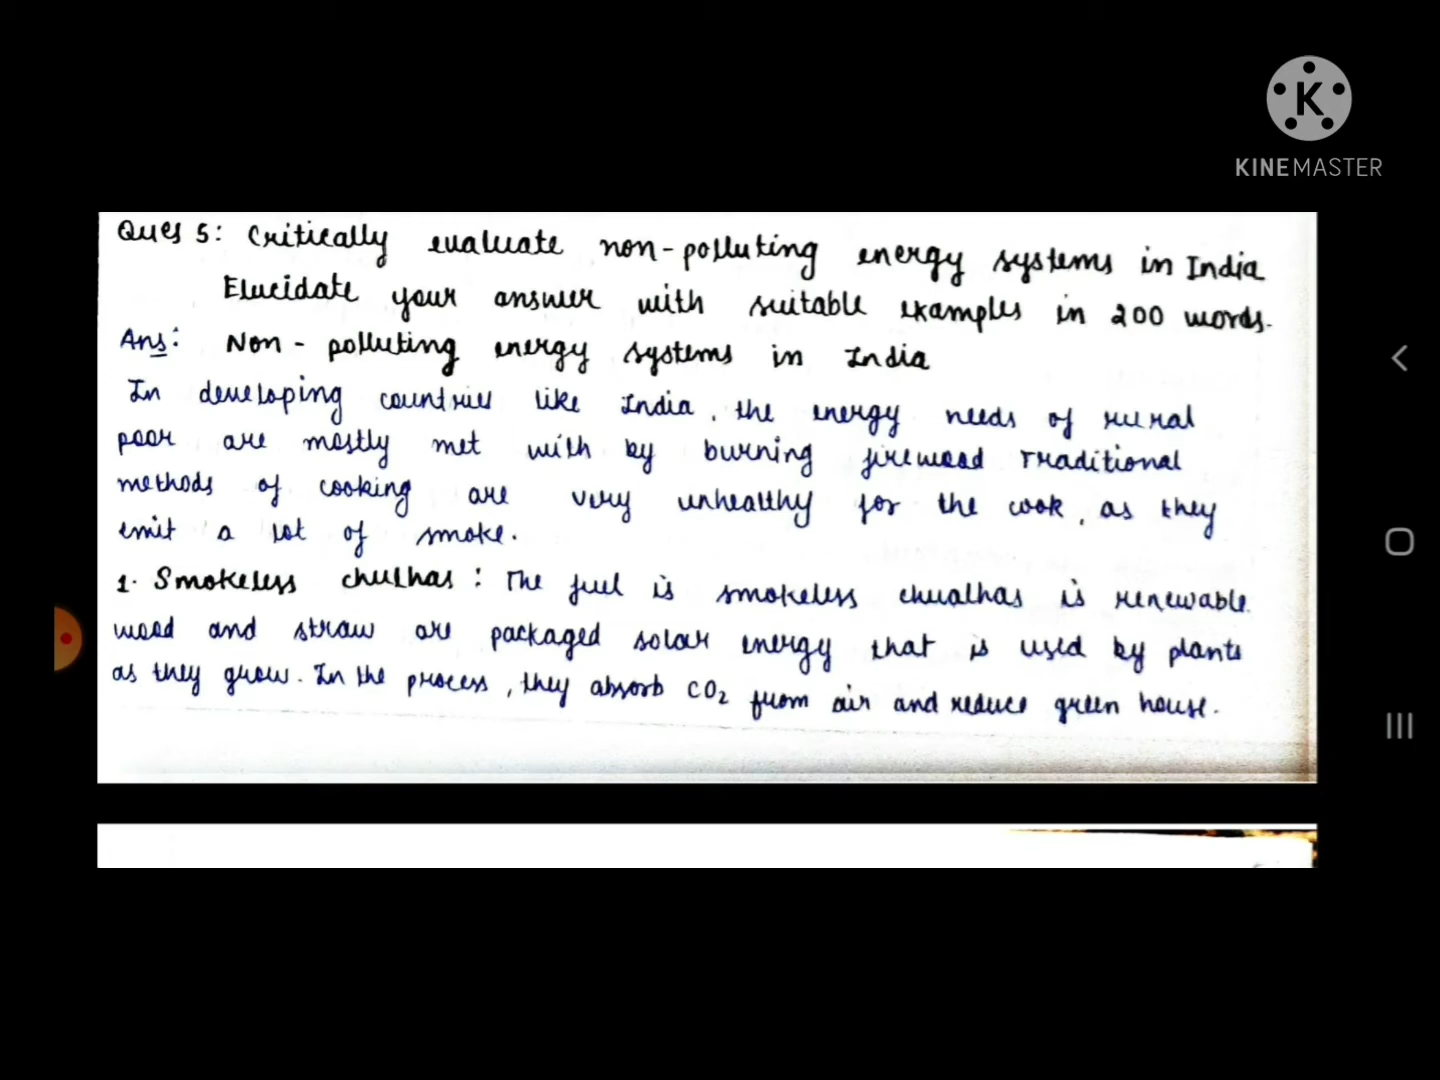 K
KINEMASTER
Ques 5: Critically evaluate non-polluting energy systems in India
Elucidate your answer with suitable examples in 200 words.
Ans: Non-polluting energy systems in India
In developing countries like India, the energy needs of rural
poor are mostly met with by burning firewood Traditional
methods of cooking are very unhealthy for the cook, as they
emit a lot of smoke.
1. Smokeless chulhas: The fuel is smokeless chualhas is renewable.
wood and straw are packaged solar energy that is used by plants
as they grow. In the process, they absorb CO₂ from air and reduce green house.